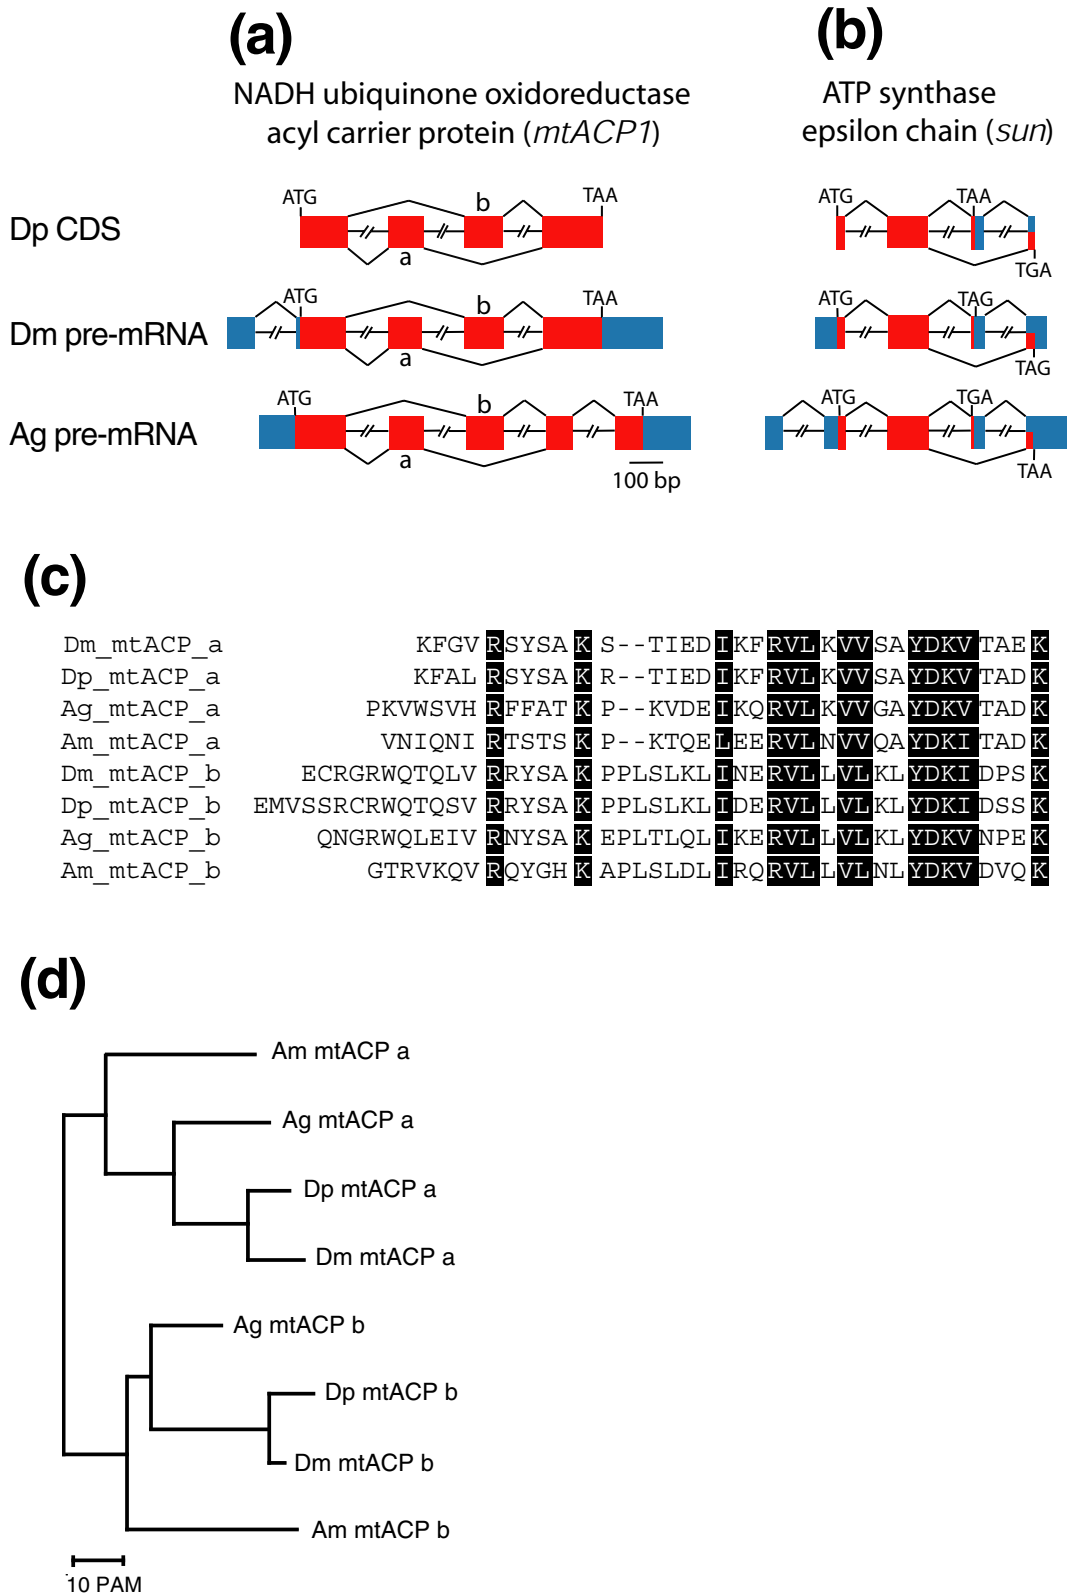 (a)
(b)
NADH ubiquinone oxidoreductase
acyl carrier protein (mtACP1)
ATP synthase
epsilon chain (sun)
Dp CDS
ATG
b
TAA
a
ATG
TAA
TGA
Dm pre-mRNA
ATG
b
TAA
a
ATG
TAG
TAG
Ag pre-mRNA
ATG
b
TAA
a
100 bp
ATG
TGA
TAA
(c)
Dm_mtACP_a KFGV R SYSA K S--TIED I KF RVL K VV SA YDKV TAE K
Dp_mtACP_a KFAL R SYSA K R--TIED I KF RVL K VV SA YDKV TAD K
Ag_mtACP_a PKVWSVH R FFAT K P--KVDE I KQ RVL K VV GA YDKV TAD K
Am_mtACP_a VNIQNI R TSTS K P--KTQE L EE RVL N VV QA YDKI TAD K
Dm_mtACP_b ECRGRWQTQLV R RYSA K PPLSLKL I NE RVL L VL KL YDKI DPS K
Dp_mtACP_b EMVSSRCRWQTQSV R RYSA K PPLSLKL I DE RVL L VL KL YDKI DSS K
Ag_mtACP_b QNGRWQLEIV R NYSA K EPLTLQL I KE RVL L VL KL YDKV NPE K
Am_mtACP_b GTRVKQV R QYGH K APLSLDL I RQ RVL L VL NL YDKV DVQ K
(d)
Am mtACP a
Ag mtACP a
Dp mtACP a
Dm mtACP a
Ag mtACP b
Dp mtACP b
Dm mtACP b
Am mtACP b
10 PAM